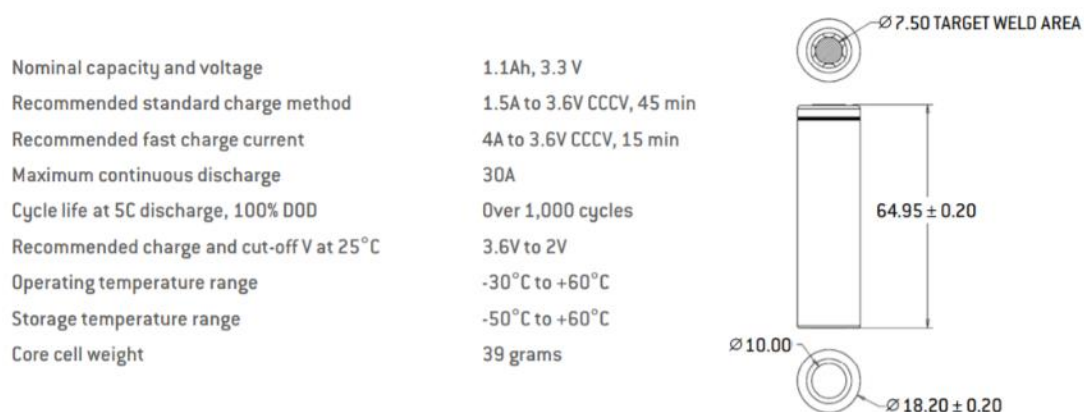 Ø 7.50 TARGET WELD AREA
Nominal capacity and voltage 1.1Ah, 3.3 V
Recommended standard charge method 1.5A to 3.6V CCCV, 45 min
Recommended fast charge current 4A to 3.6V CCCV, 15 min
Maximum continuous discharge 30A
Cycle life at 5C discharge, 100% DOD Over 1,000 cycles
64.95 ± 0.20
Recommended charge and cut-off V at 25°C 3.6V to 2V
Operating temperature range -30°C to +60°C
Storage temperature range -50°C to +60°C
Core cell weight 39 grams
Ø 10.00
Ø 18.20 ± 0.20